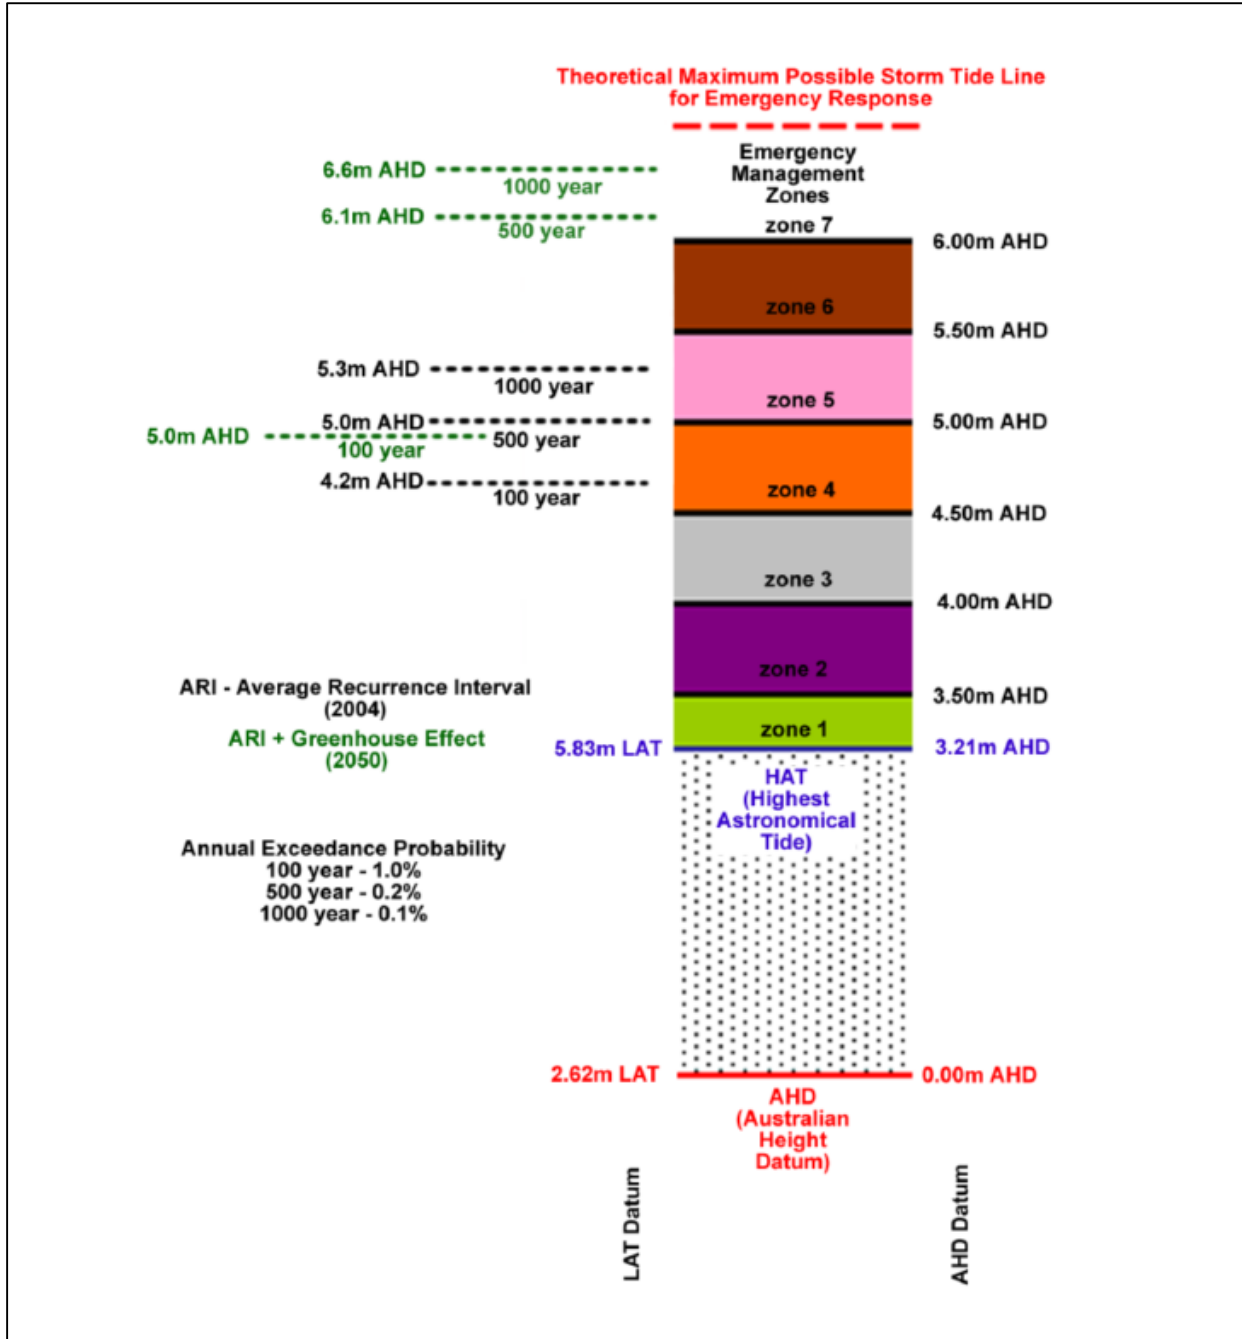 Theoretical Maximum Possible Storm Tide Line
for Emergency Response
Emergency
Management
Zones
6.6m AHD
1000 year
6.1m AHD
500 year
zone 7
6.00m AHD
zone 6
5.50m AHD
5.3m AHD
1000 year
zone 5
5.0m AHD
500 year
5.00m AHD
5.0m AHD
100 year
4.2m AHD
100 year
zone 4
4.50m AHD
zone 3
4.00m AHD
zone 2
3.50m AHD
ARI - Average Recurrence Interval
(2004)
ARI + Greenhouse Effect
(2050)
zone 1
5.83m LAT
3.21m AHD
HAT
(Highest
Astronomical
Tide)
Annual Exceedance Probability
100 year - 1.0%
500 year - 0.2%
1000 year - 0.1%
2.62m LAT
0.00m AHD
AHD
(Australian
Height
Datum)
LAT Datum
AHD Datum